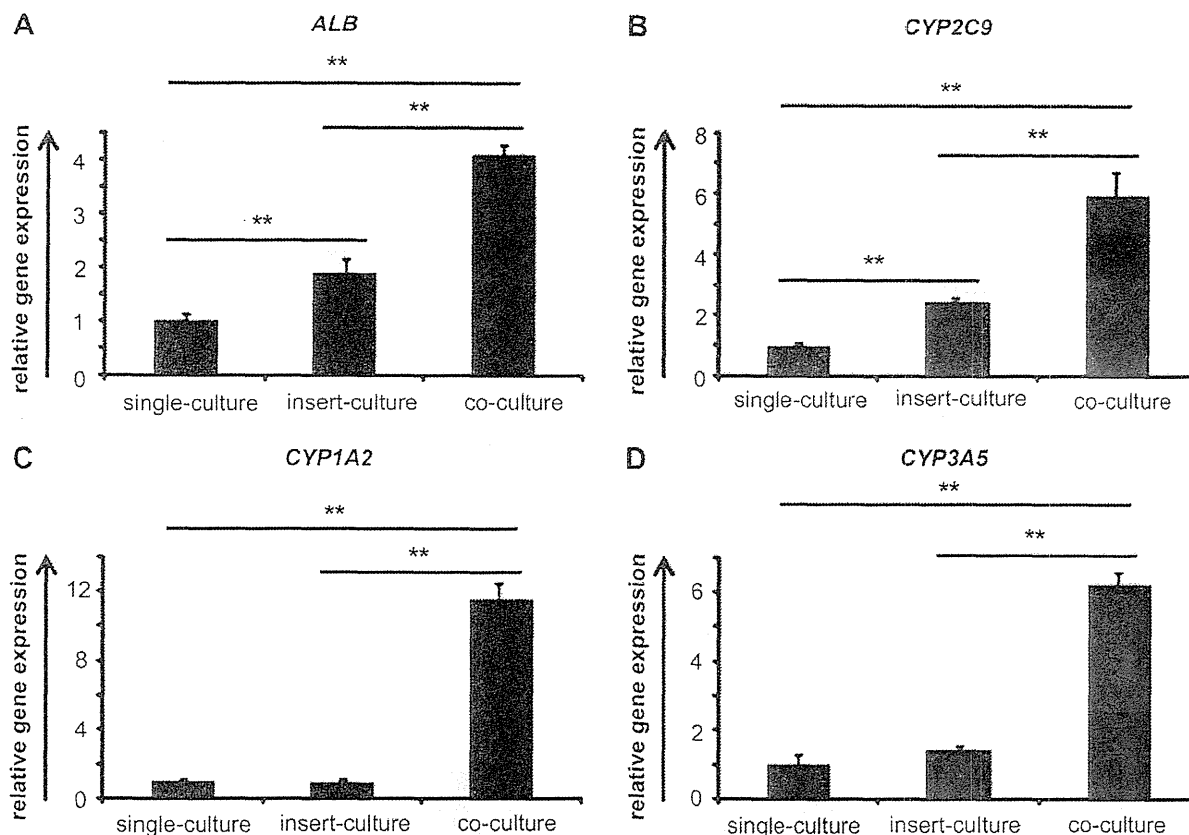 A
ALB
**
**
**
relative gene expression
4
3
2
1
0
single-culture
insert-culture
co-culture
B
CYP2C9
**
**
**
relative gene expression
8
6
4
2
0
single-culture
insert-culture
co-culture
C
CYP1A2
**
**
relative gene expression
12
8
4
0
single-culture
insert-culture
co-culture
D
CYP3A5
**
**
relative gene expression
6
4
2
0
single-culture
insert-culture
co-culture